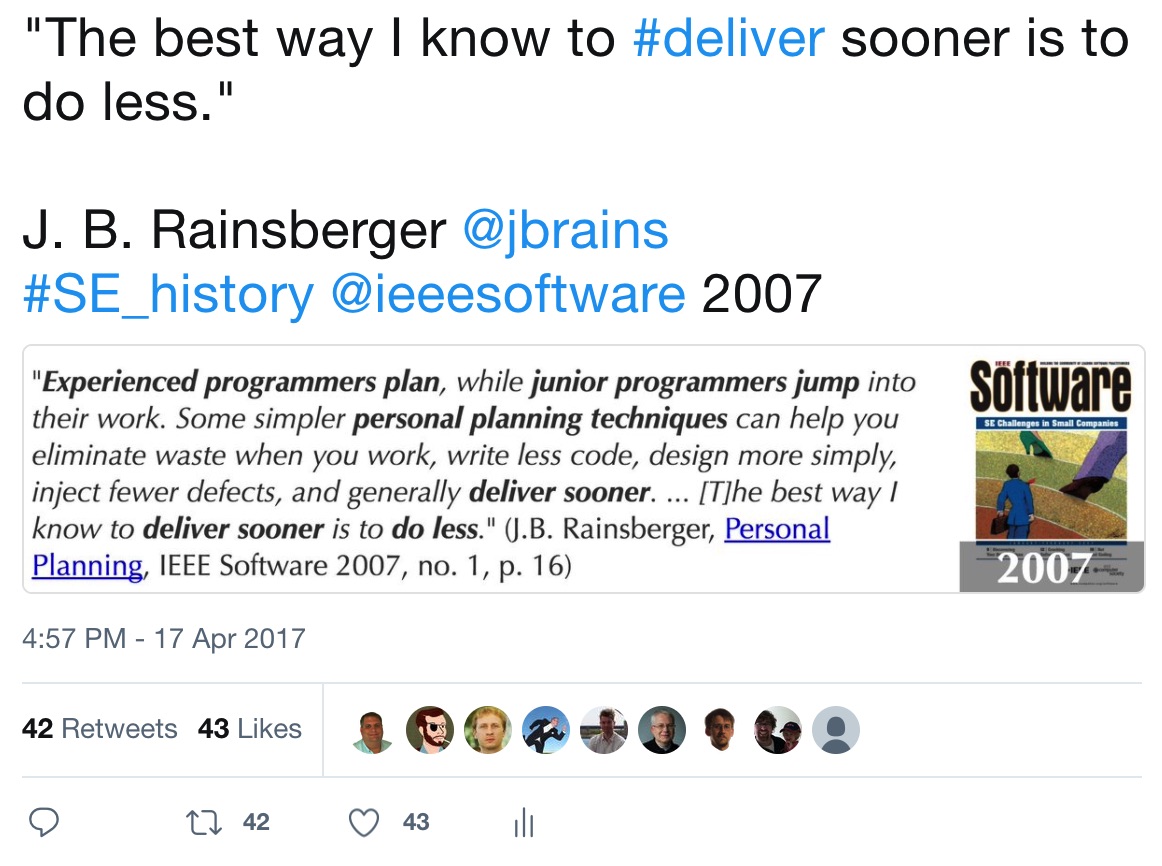 "The best way I know to #deliver sooner is to
do less."
J. B. Rainsberger @jbrains
#SE_history @ieeesoftware 2007
"Experienced programmers plan, while junior programmers jump into
their work. Some simpler personal planning techniques can help you
eliminate waste when you work, write less code, design more simply,
inject fewer defects, and generally deliver sooner. ... [T]he best way I
know to deliver sooner is to do less." (J.B. Rainsberger, Personal
Planning, IEEE Software 2007, no. 1, p. 16)
IEEE
Software
SE Challenges in Small Companies
2007
4:57 PM - 17 Apr 2017
42 Retweets 43 Likes
42 43